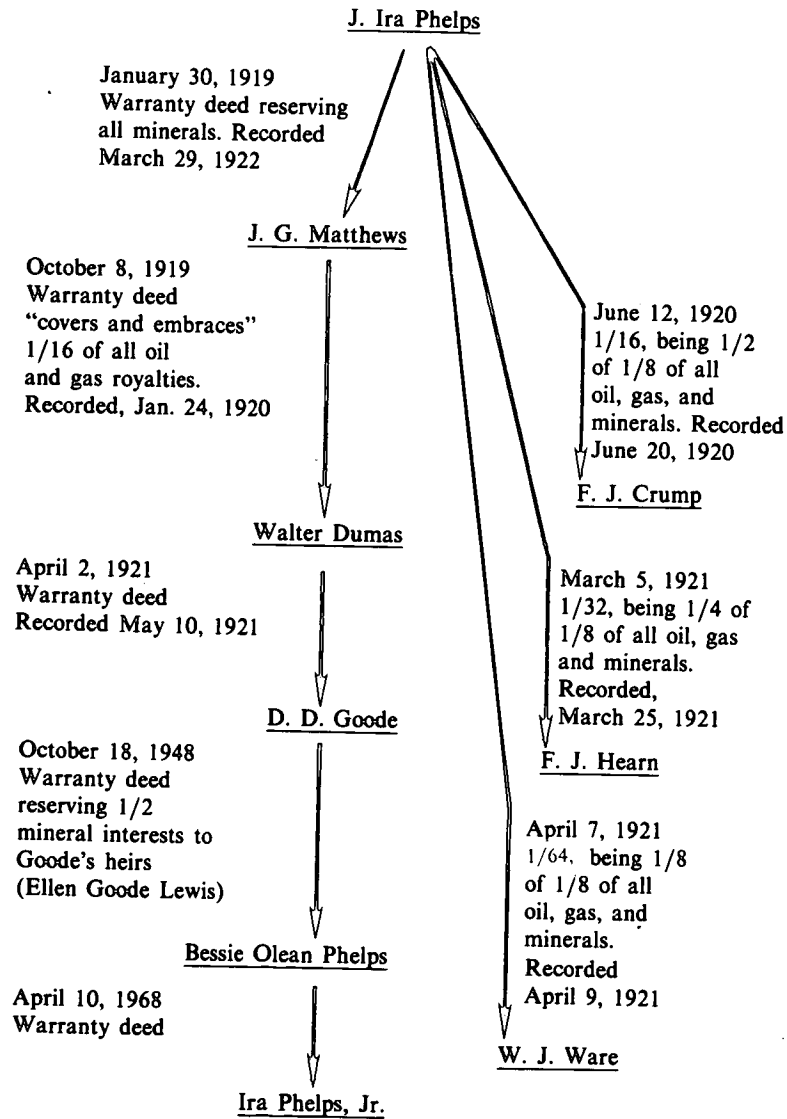 J. Ira Phelps
January 30, 1919
Warranty deed reserving
all minerals. Recorded
March 29, 1922
J. G. Matthews
October 8, 1919
Warranty deed
“covers and embraces”
1/16 of all oil
and gas royalties.
Recorded, Jan. 24, 1920
June 12, 1920
1/16, being 1/2
of 1/8 of all
oil, gas, and
minerals. Recorded
June 20, 1920
F. J. Crump
Walter Dumas
April 2, 1921
Warranty deed
Recorded May 10, 1921
March 5, 1921
1/32, being 1/4 of
1/8 of all oil, gas
and minerals.
Recorded,
March 25, 1921
F. J. Hearn
D. D. Goode
October 18, 1948
Warranty deed
reserving 1/2
mineral interests to
Goode’s heirs
(Ellen Goode Lewis)
April 7, 1921
1/64, being 1/8
of 1/8 of all
oil, gas, and
minerals.
Recorded
April 9, 1921
W. J. Ware
Bessie Olean Phelps
April 10, 1968
Warranty deed
Ira Phelps, Jr.